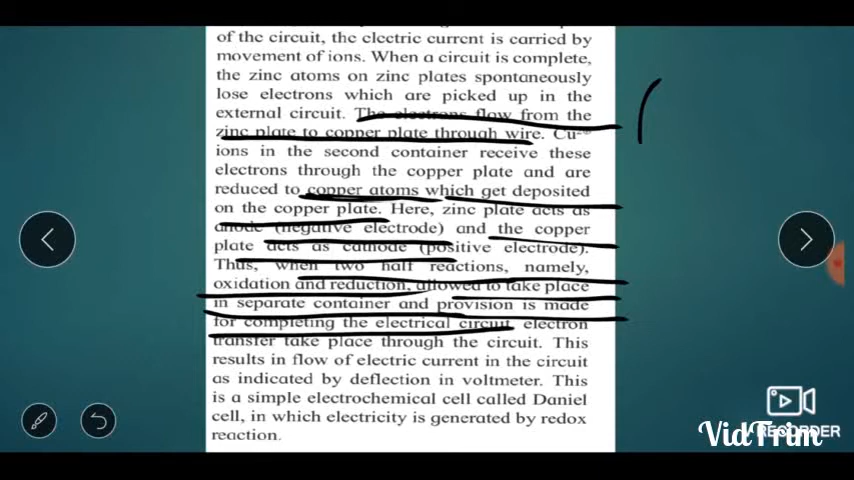 of the circuit, the electric current is carried by
movement of ions. When a circuit is complete,
the zinc atoms on zinc plates spontaneously
lose electrons which are picked up in the
external circuit. The electrons flow from the
zinc plate to copper plate through wire. Cu²⊕
ions in the second container receive these
electrons through the copper plate and are
reduced to copper atoms which get deposited
on the copper plate. Here, zinc plate acts as
anode (negative electrode) and the copper
plate acts as cathode (positive electrode).
Thus, when two half reactions, namely,
oxidation and reduction, allowed to take place
in separate container and provision is made
for completing the electrical circuit, electron
transfer take place through the circuit. This
results in flow of electric current in the circuit
as indicated by deflection in voltmeter. This
is a simple electrochemical cell called Daniel
cell, in which electricity is generated by redox
reaction.
RECORDER
VidTrim